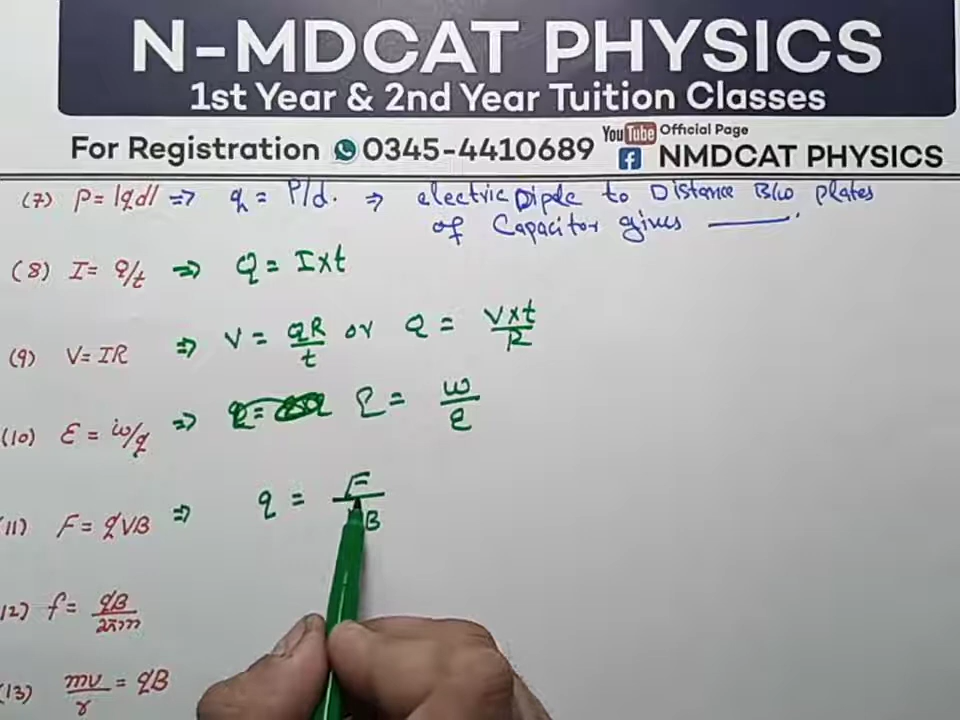 N-MDCAT PHYSICS
1st Year & 2nd Year Tuition Classes
For Registration 0345-4410689 YouTube Official Page
NMDCAT PHYSICS
(7) P = |qd| ⇒ q = P/d. ⇒ electric Dipole to Distance B/w plates
of Capacitor gives ———.
(8) I = Q/t ⇒ Q = I×t
(9) V = IR ⇒ V = QR/t or Q = V×t/R
(10) ε = w/q ⇒ q = w/ε
(11) F = qVB ⇒ q = F/VB
(12) f = qB/2πm
(13) mv/r = qB